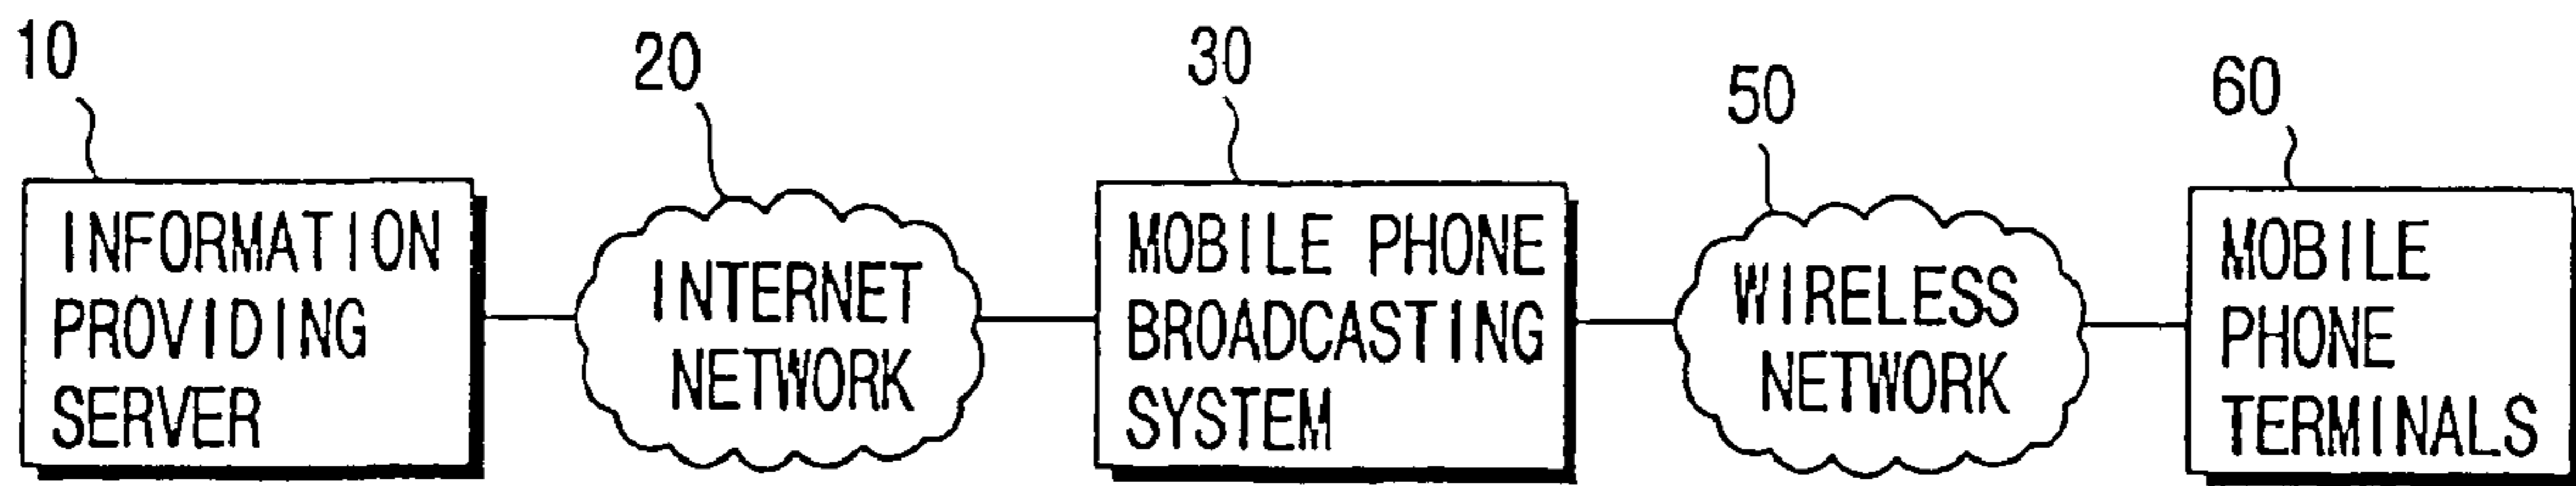 10
20
30
50
60
INFORMATION
PROVIDING
SERVER
INTERNET
NETWORK
MOBILE PHONE
BROADCASTING
SYSTEM
WIRELESS
NETWORK
MOBILE
PHONE
TERMINALS